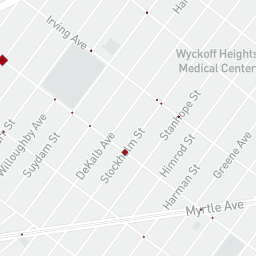 Irving Ave
Wyckoff Heights
Medical Center
Stanhope St
Willoughby Ave
Suydam St
DeKalb Ave
Stockholm St
Himrod St
Greene Ave
Harman St
Myrtle Ave
St